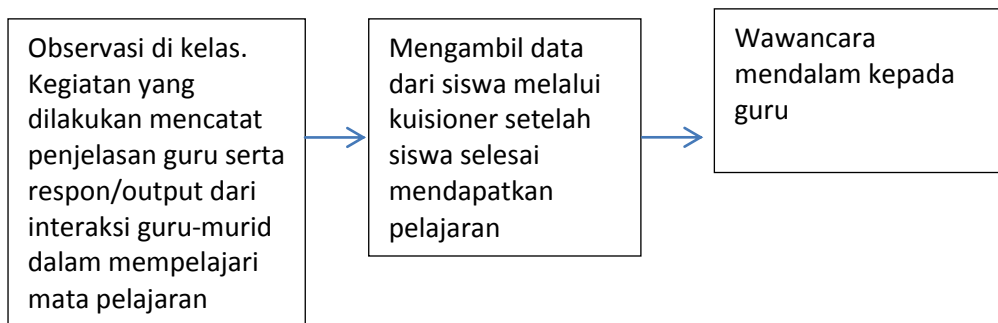 Observasi di kelas.
Kegiatan yang
dilakukan mencatat
penjelasan guru serta
respon/output dari
interaksi guru-murid
dalam mempelajari
mata pelajaran
Mengambil data
dari siswa melalui
kuisioner setelah
siswa selesai
mendapatkan
pelajaran
Wawancara
mendalam kepada
guru